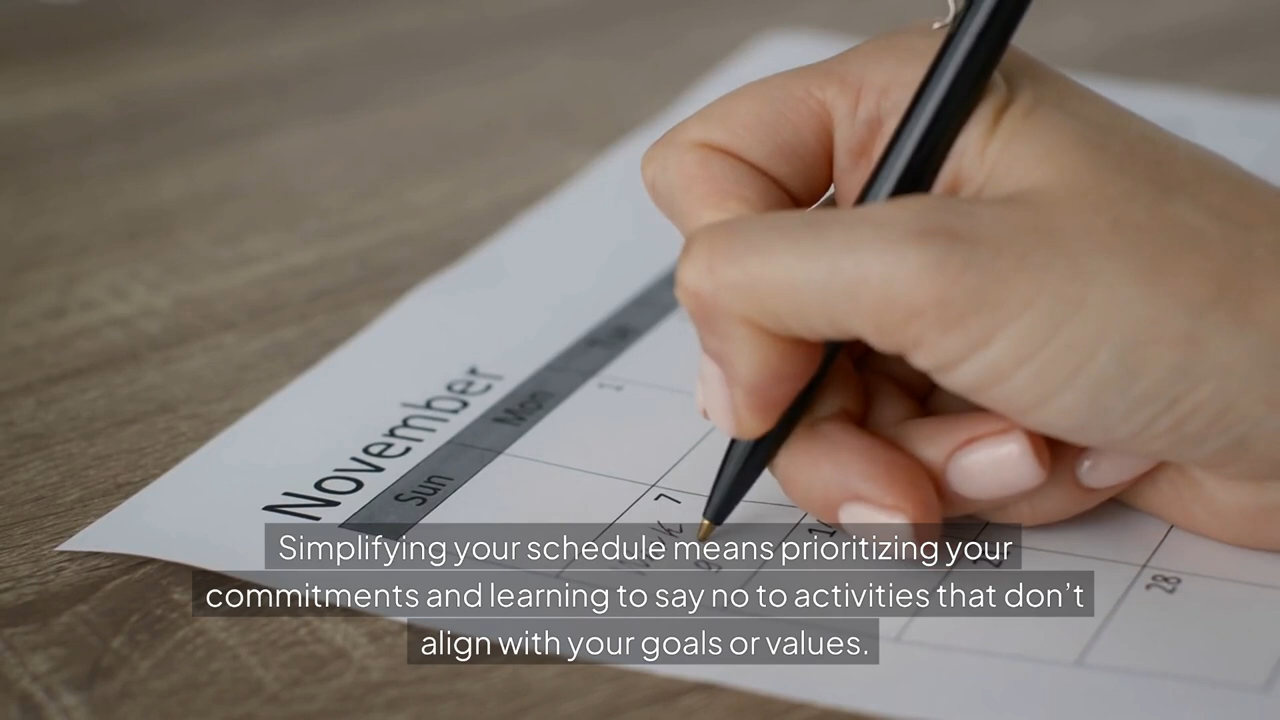 November
Sun Mon
1
7
28
Simplifying your schedule means prioritizing your
commitments and learning to say no to activities that don’t
align with your goals or values.